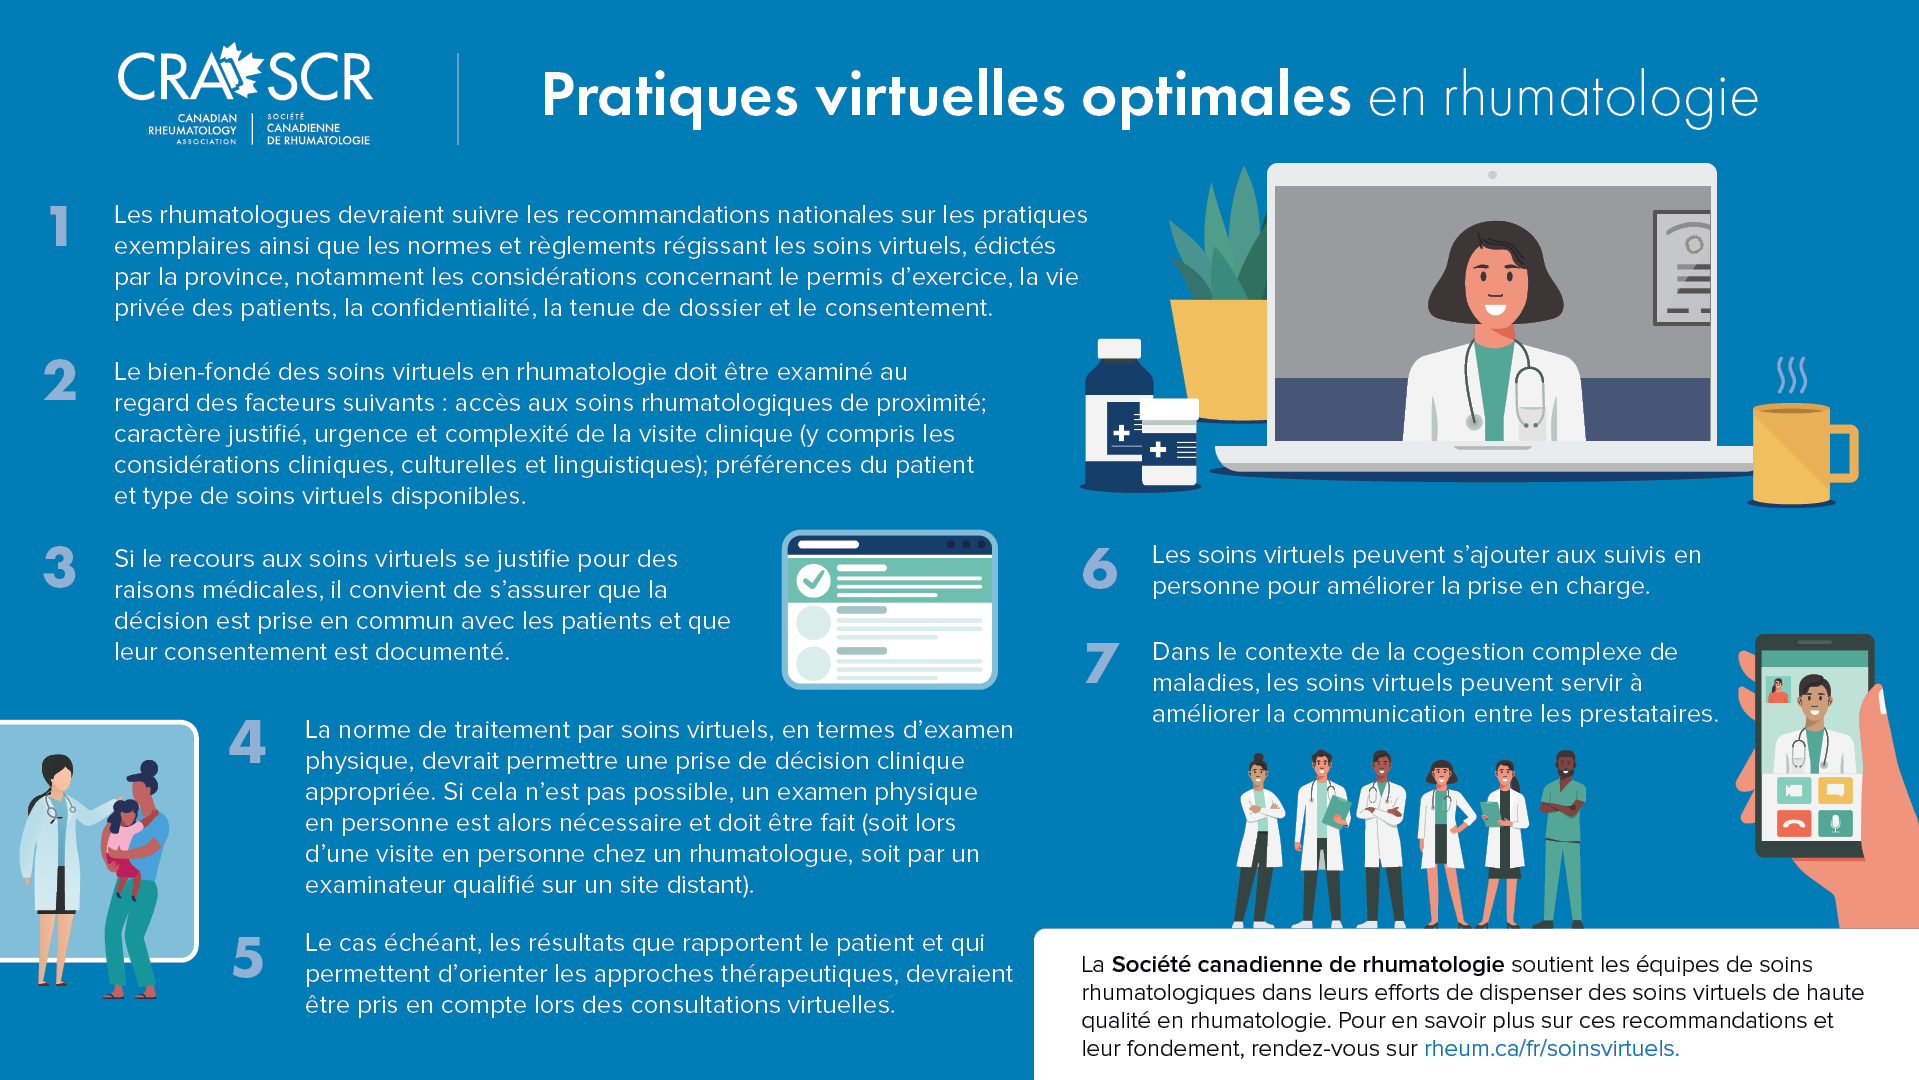 CRA SCR
CANADIAN
RHEUMATOLOGY
ASSOCIATION
SOCIÉTÉ
CANADIENNE
DE RHUMATOLOGIE
Pratiques virtuelles optimales en rhumatologie
1
Les rhumatologues devraient suivre les recommandations nationales sur les pratiques
exemplaires ainsi que les normes et règlements régissant les soins virtuels, édictés
par la province, notamment les considérations concernant le permis d’exercice, la vie
privée des patients, la confidentialité, la tenue de dossier et le consentement.
2
Le bien-fondé des soins virtuels en rhumatologie doit être examiné au
regard des facteurs suivants : accès aux soins rhumatologiques de proximité;
caractère justifié, urgence et complexité de la visite clinique (y compris les
considérations cliniques, culturelles et linguistiques); préférences du patient
et type de soins virtuels disponibles.
3
Si le recours aux soins virtuels se justifie pour des
raisons médicales, il convient de s’assurer que la
décision est prise en commun avec les patients et que
leur consentement est documenté.
4
La norme de traitement par soins virtuels, en termes d’examen
physique, devrait permettre une prise de décision clinique
appropriée. Si cela n’est pas possible, un examen physique
en personne est alors nécessaire et doit être fait (soit lors
d’une visite en personne chez un rhumatologue, soit par un
examinateur qualifié sur un site distant).
5
Le cas échéant, les résultats que rapportent le patient et qui
permettent d’orienter les approches thérapeutiques, devraient
être pris en compte lors des consultations virtuelles.
6
Les soins virtuels peuvent s’ajouter aux suivis en
personne pour améliorer la prise en charge.
7
Dans le contexte de la cogestion complexe de
maladies, les soins virtuels peuvent servir à
améliorer la communication entre les prestataires.
La Société canadienne de rhumatologie soutient les équipes de soins
rhumatologiques dans leurs efforts de dispenser des soins virtuels de haute
qualité en rhumatologie. Pour en savoir plus sur ces recommandations et
leur fondement, rendez-vous sur rheum.ca/fr/soinsvirtuels.